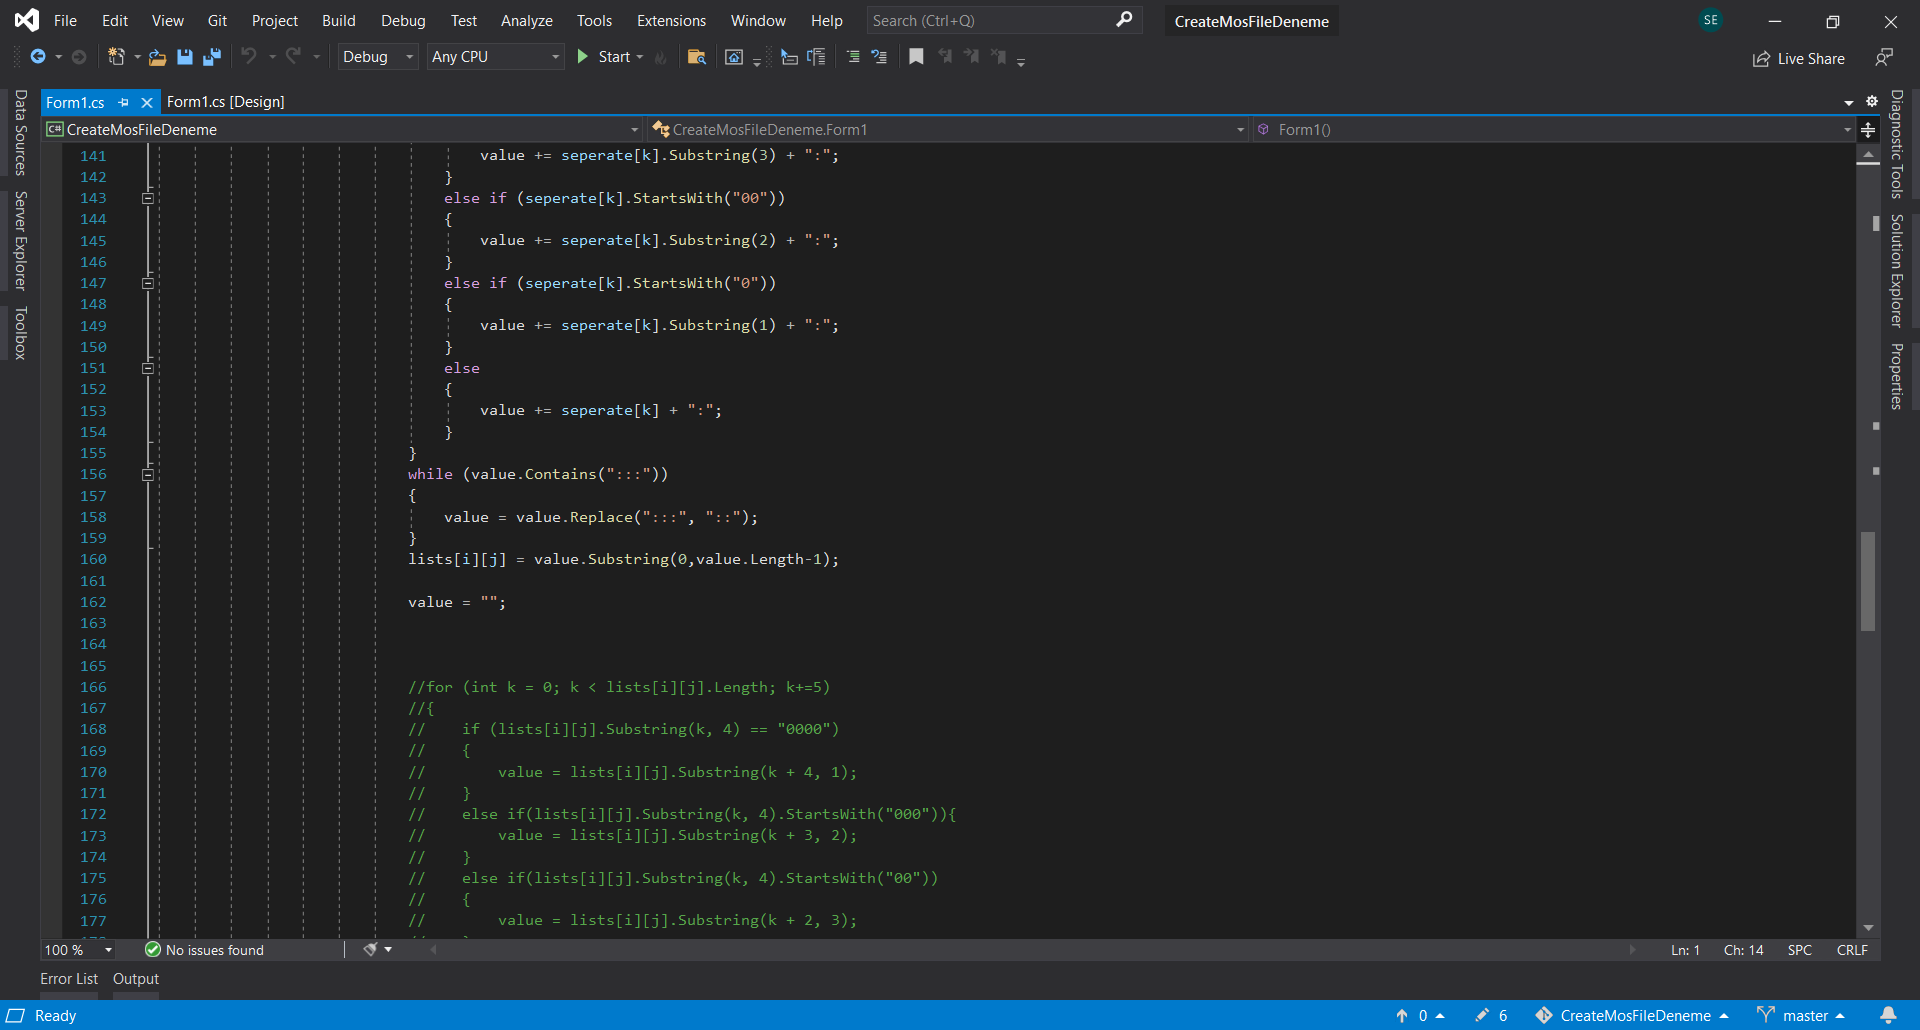 File Edit View Git Project Build Debug Test Analyze Tools Extensions Window Help Search (Ctrl+Q) CreateMosFileDeneme SE
Debug Any CPU Start Live Share
Form1.cs Form1.cs [Design]
C# CreateMosFileDeneme CreateMosFileDeneme.Form1 Form1()
Data Sources
Server Explorer
Toolbox
141 value += seperate[k].Substring(3) + ":";
142 }
143 else if (seperate[k].StartsWith("00"))
144 {
145 value += seperate[k].Substring(2) + ":";
146 }
147 else if (seperate[k].StartsWith("0"))
148 {
149 value += seperate[k].Substring(1) + ":";
150 }
151 else
152 {
153 value += seperate[k] + ":";
154 }
155 }
156 while (value.Contains(":::"))
157 {
158 value = value.Replace(":::", "::");
159 }
160 lists[i][j] = value.Substring(0,value.Length-1);
161
162 value = "";
163
164
165
166 //for (int k = 0; k < lists[i][j].Length; k+=5)
167 //{
168 // if (lists[i][j].Substring(k, 4) == "0000")
169 // {
170 // value = lists[i][j].Substring(k + 4, 1);
171 // }
172 // else if(lists[i][j].Substring(k, 4).StartsWith("000")){
173 // value = lists[i][j].Substring(k + 3, 2);
174 // }
175 // else if(lists[i][j].Substring(k, 4).StartsWith("00"))
176 // {
177 // value = lists[i][j].Substring(k + 2, 3);
Diagnostic Tools
Solution Explorer
Properties
100 % No issues found Ln: 1 Ch: 14 SPC CRLF
Error List Output
Ready 0 6 CreateMosFileDeneme master